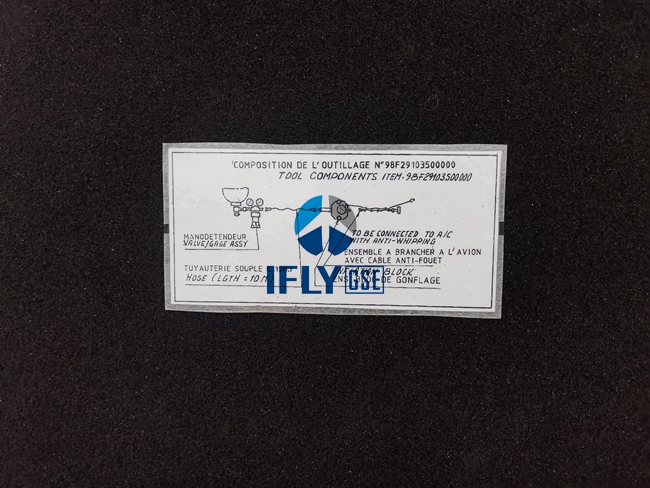 COMPOSITION DE L'OUTILLAGE N°98F29103500000
TOOL COMPONENTS ITEM-98F29103500000
MANODETENDEUR
VALVE/GAGE ASSY
TO BE CONNECTED TO A/C
WITH ANTI-WHIPPING
ENSEMBLE A BRANCHER A L'AVION
AVEC CABLE ANTI-FOUET
TUYAUTERIE SOUPLE
HOSE (LGTH = 10 M
BLOCK
DE GONFLAGE
IFLY GSE